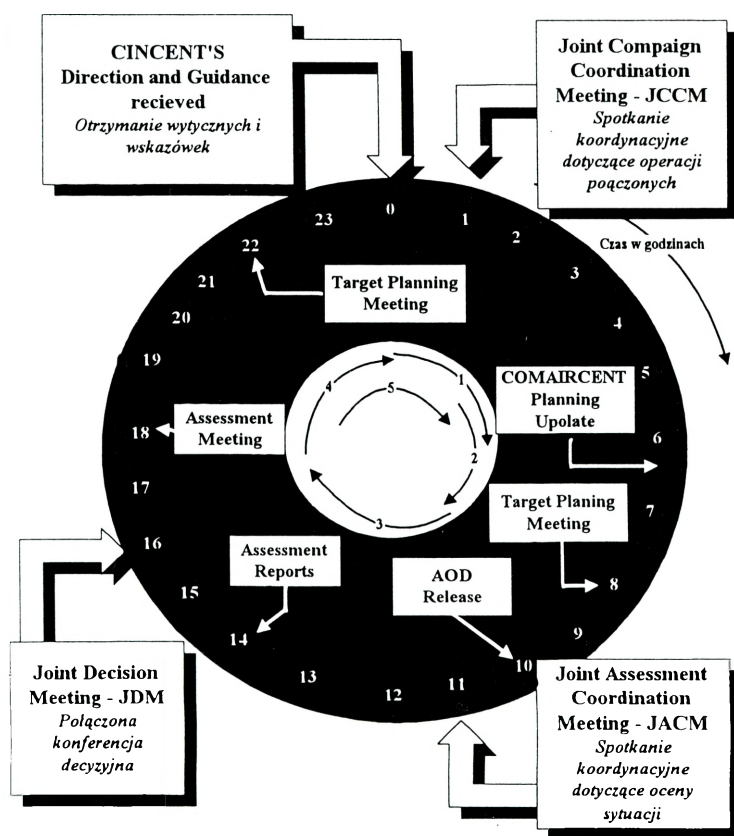 CINCENT'S
Direction and Guidance
recieved
Otrzymanie wytycznych i
wskazówek
Joint Compaign
Coordination
Meeting - JCCM
Spotkanie
koordynacyjne
dotyczące operacji
poączonych
Czas w godzinach
0
1
2
3
4
5
6
7
8
9
10
11
12
13
14
15
16
17
18
19
20
21
22
23
Target Planning
Meeting
COMAIRCENT
Planning
Upolate
Assessment
Meeting
1
2
3
4
5
Target Planing
Meeting
Assessment
Reports
AOD
Release
Joint Decision
Meeting - JDM
Połączona
konferencja
decyzyjna
Joint Assessment
Coordination
Meeting - JACM
Spotkanie
koordynacyjne
dotyczące oceny
sytuacji